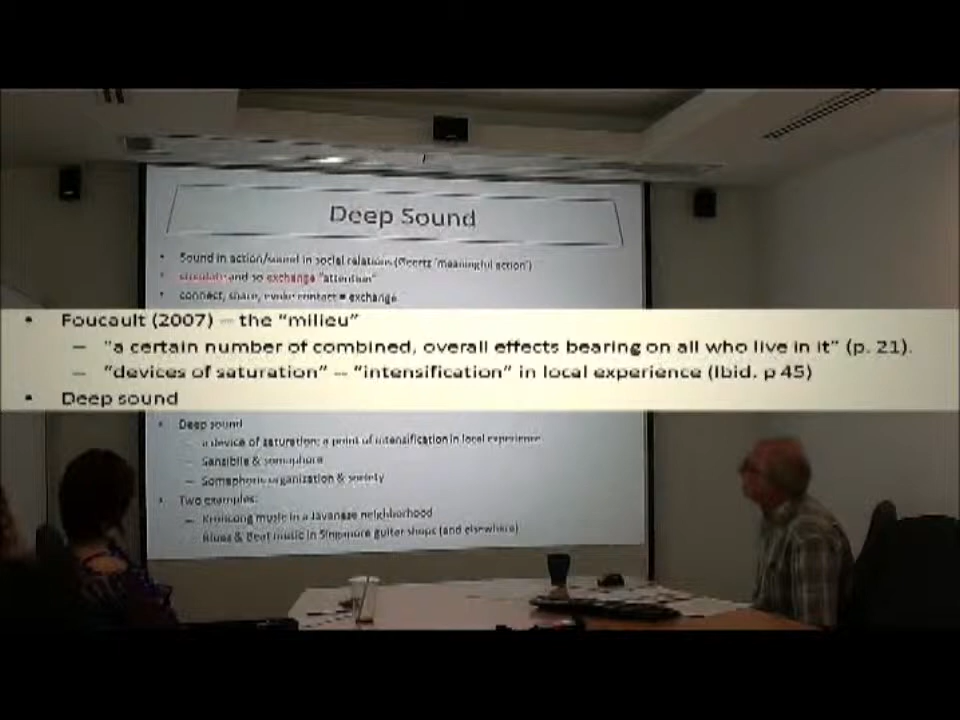 Deep Sound
• Sound in action/sound in social relations (Geertz 'meaningful action')
• circulate and so exchange "attention"
• connect, share, evoke contact = exchange
• Foucault (2007) – the "milieu"
– "a certain number of combined, overall effects bearing on all who live in it" (p. 21).
– "devices of saturation" – "intensification" in local experience (Ibid. p 45)
• Deep sound
• Deep sound
– a device of saturation: a point of intensification in local experience
– Sensibile & semaphore
– Somaphoric organization & society
• Two examples:
– Kroncong music in a Javanese neighborhood
– Blues & Beat music in Singapore guitar shops (and elsewhere)